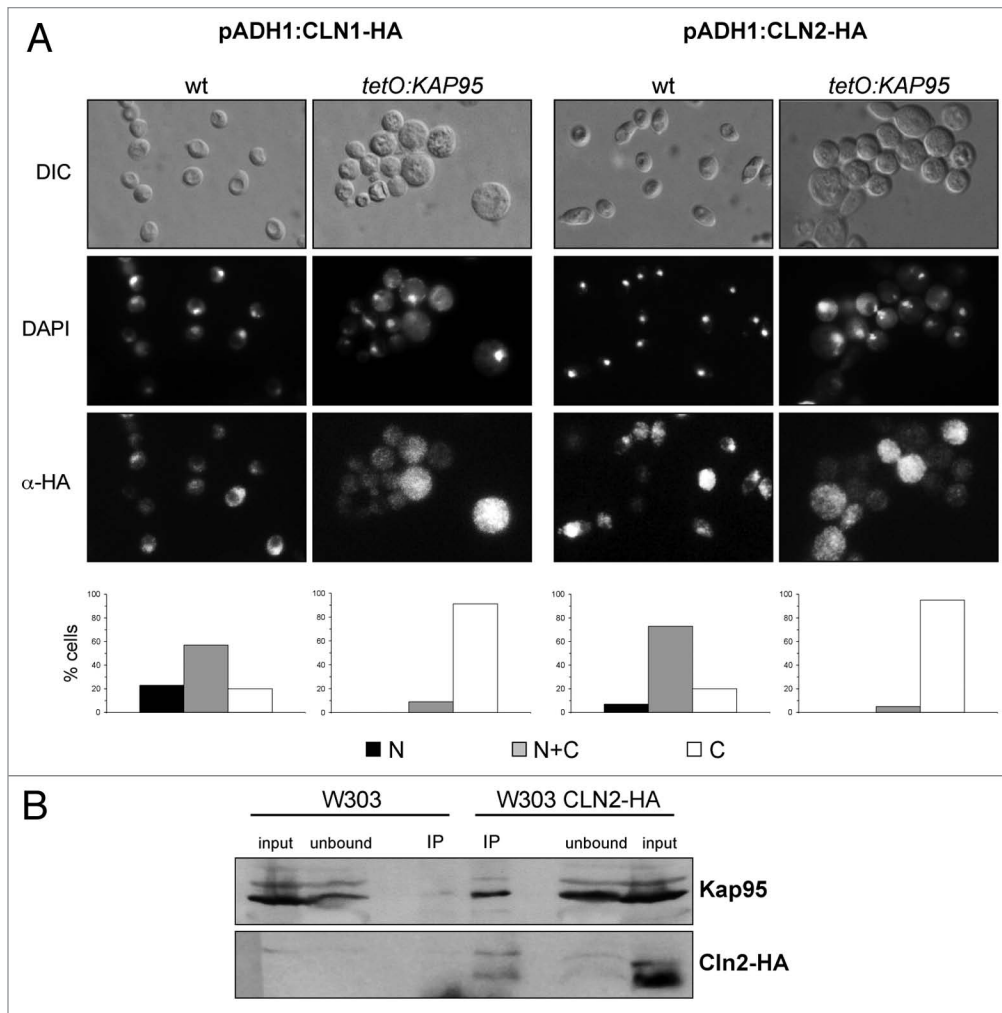 A
pADH1:CLN1-HA
pADH1:CLN2-HA
wt
tetO:KAP95
wt
tetO:KAP95
DIC
DAPI
α-HA
% cells
100
80
60
40
20
0
100
80
60
40
20
0
100
80
60
40
20
0
100
80
60
40
20
0
N
N+C
C
B
W303
W303 CLN2-HA
input
unbound
IP
IP
unbound
input
Kap95
Cln2-HA